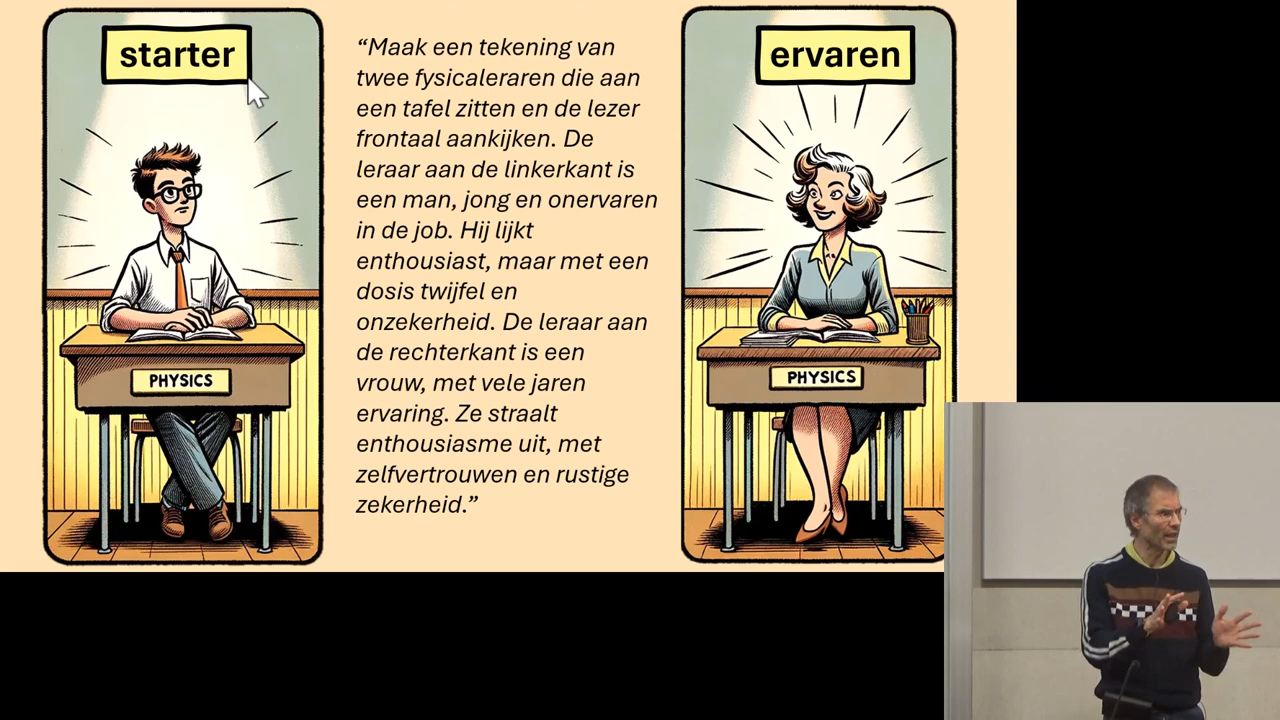 starter
PHYSICS
“Maak een tekening van
twee fysicaleraren die aan
een tafel zitten en de lezer
frontaal aankijken. De
leraar aan de linkerkant is
een man, jong en onervaren
in de job. Hij lijkt
enthousiast, maar met een
dosis twijfel en
onzekerheid. De leraar aan
de rechterkant is een
vrouw, met vele jaren
ervaring. Ze straalt
enthousiasme uit, met
zelfvertrouwen en rustige
zekerheid.”
ervaren
PHYSICS